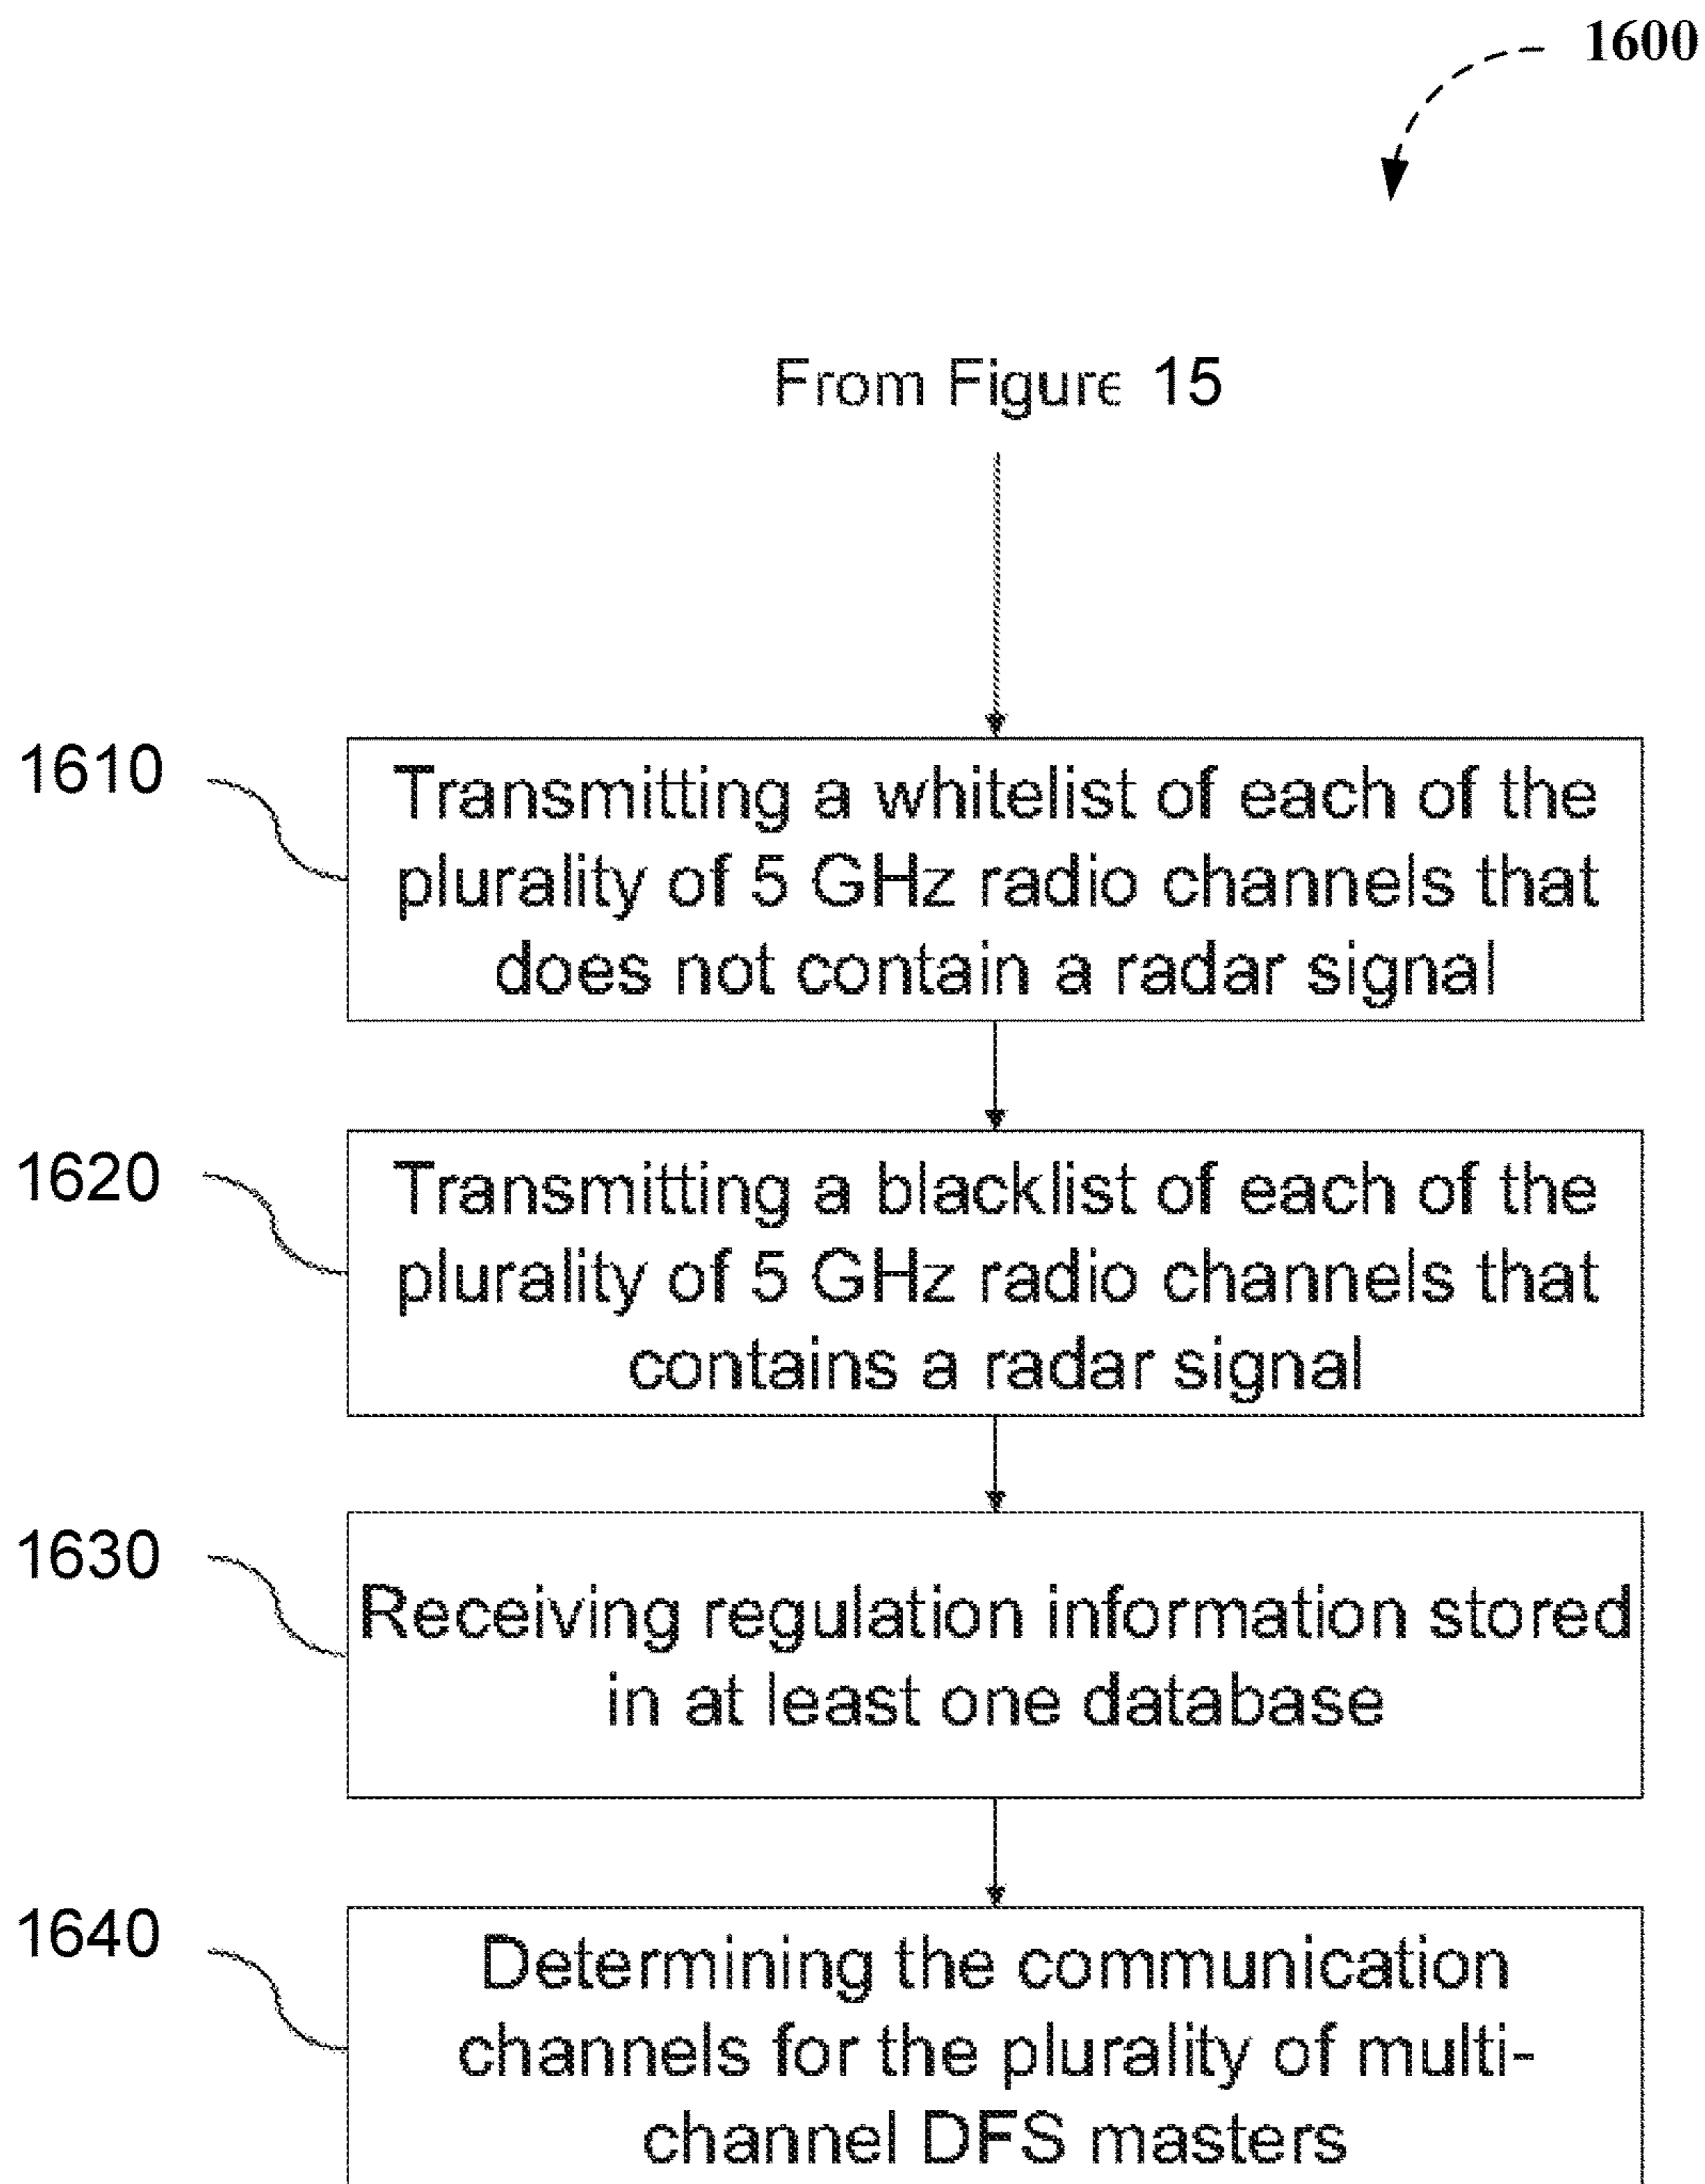 1600
From Figure 15
1610
Transmitting a whitelist of each of the
plurality of 5 GHz radio channels that
does not contain a radar signal
1620
Transmitting a blacklist of each of the
plurality of 5 GHz radio channels that
contains a radar signal
1630
Receiving regulation information stored
in at least one database
1640
Determining the communication
channels for the plurality of multi-
channel DFS masters